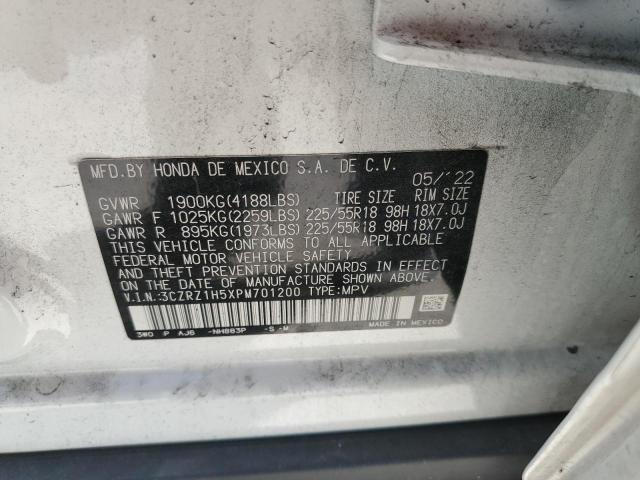 MFD.BY HONDA DE MEXICO S.A. DE C.V. 05/'22
GVWR 1900KG(4188LBS) TIRE SIZE RIM SIZE
GAWR F 1025KG(2259LBS) 225/55R18 98H 18X7.0J
GAWR R 895KG(1973LBS) 225/55R18 98H 18X7.0J
THIS VEHICLE CONFORMS TO ALL APPLICABLE
FEDERAL MOTOR VEHICLE SAFETY
AND THEFT PREVENTION STANDARDS IN EFFECT ON
THE DATE OF MANUFACTURE SHOWN ABOVE.
V.I.N:3CZRZ1H5XPM701200 TYPE:MPV
3W0 P AJ6 -NH883P -S -M